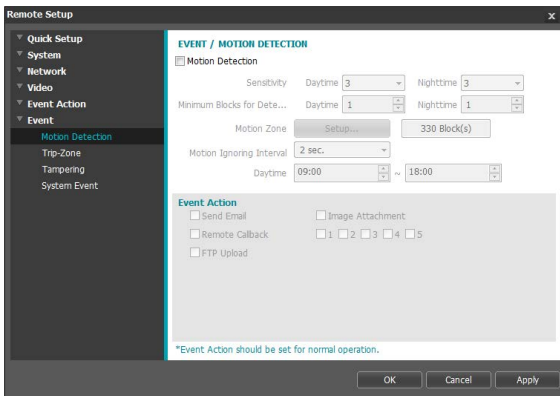 Remote Setup
x
Quick Setup
System
Network
Video
Event Action
Event
Motion Detection
Trip-Zone
Tampering
System Event
EVENT / MOTION DETECTION
Motion Detection
Sensitivity Daytime 3 Nighttime 3
Minimum Blocks for Dete... Daytime 1 Nighttime 1
Motion Zone Setup... 330 Block(s)
Motion Ignoring Interval 2 sec.
Daytime 09:00 ~ 18:00
Event Action
Send Email Image Attachment
Remote Callback 1 2 3 4 5
FTP Upload
*Event Action should be set for normal operation.
OK Cancel Apply